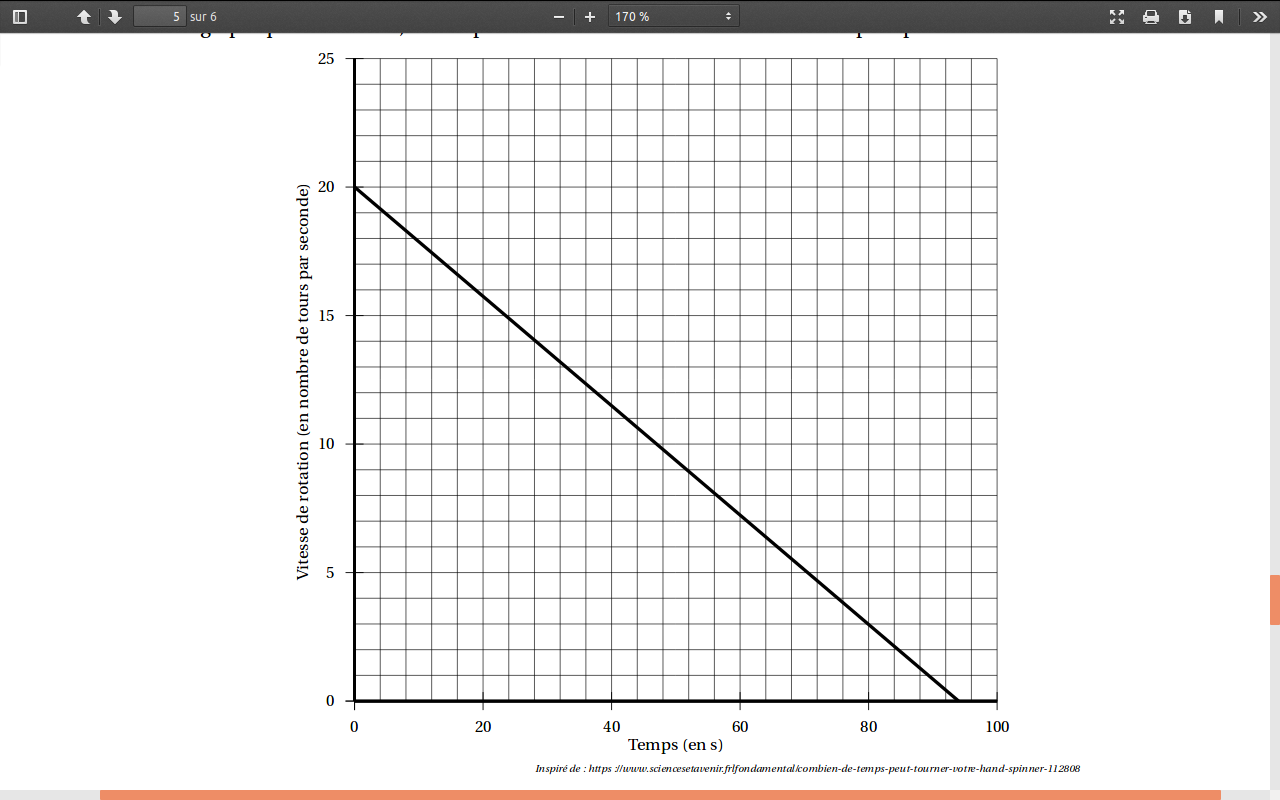 5 sur 6
170 %
25
20
15
10
5
0
Vitesse de rotation (en nombre de tours par seconde)
0 20 40 60 80 100
Temps (en s)
Inspiré de : https ://www.sciencesetavenir.fr/fondamental/combien-de-temps-peut-tourner-votre-hand-spinner-112808